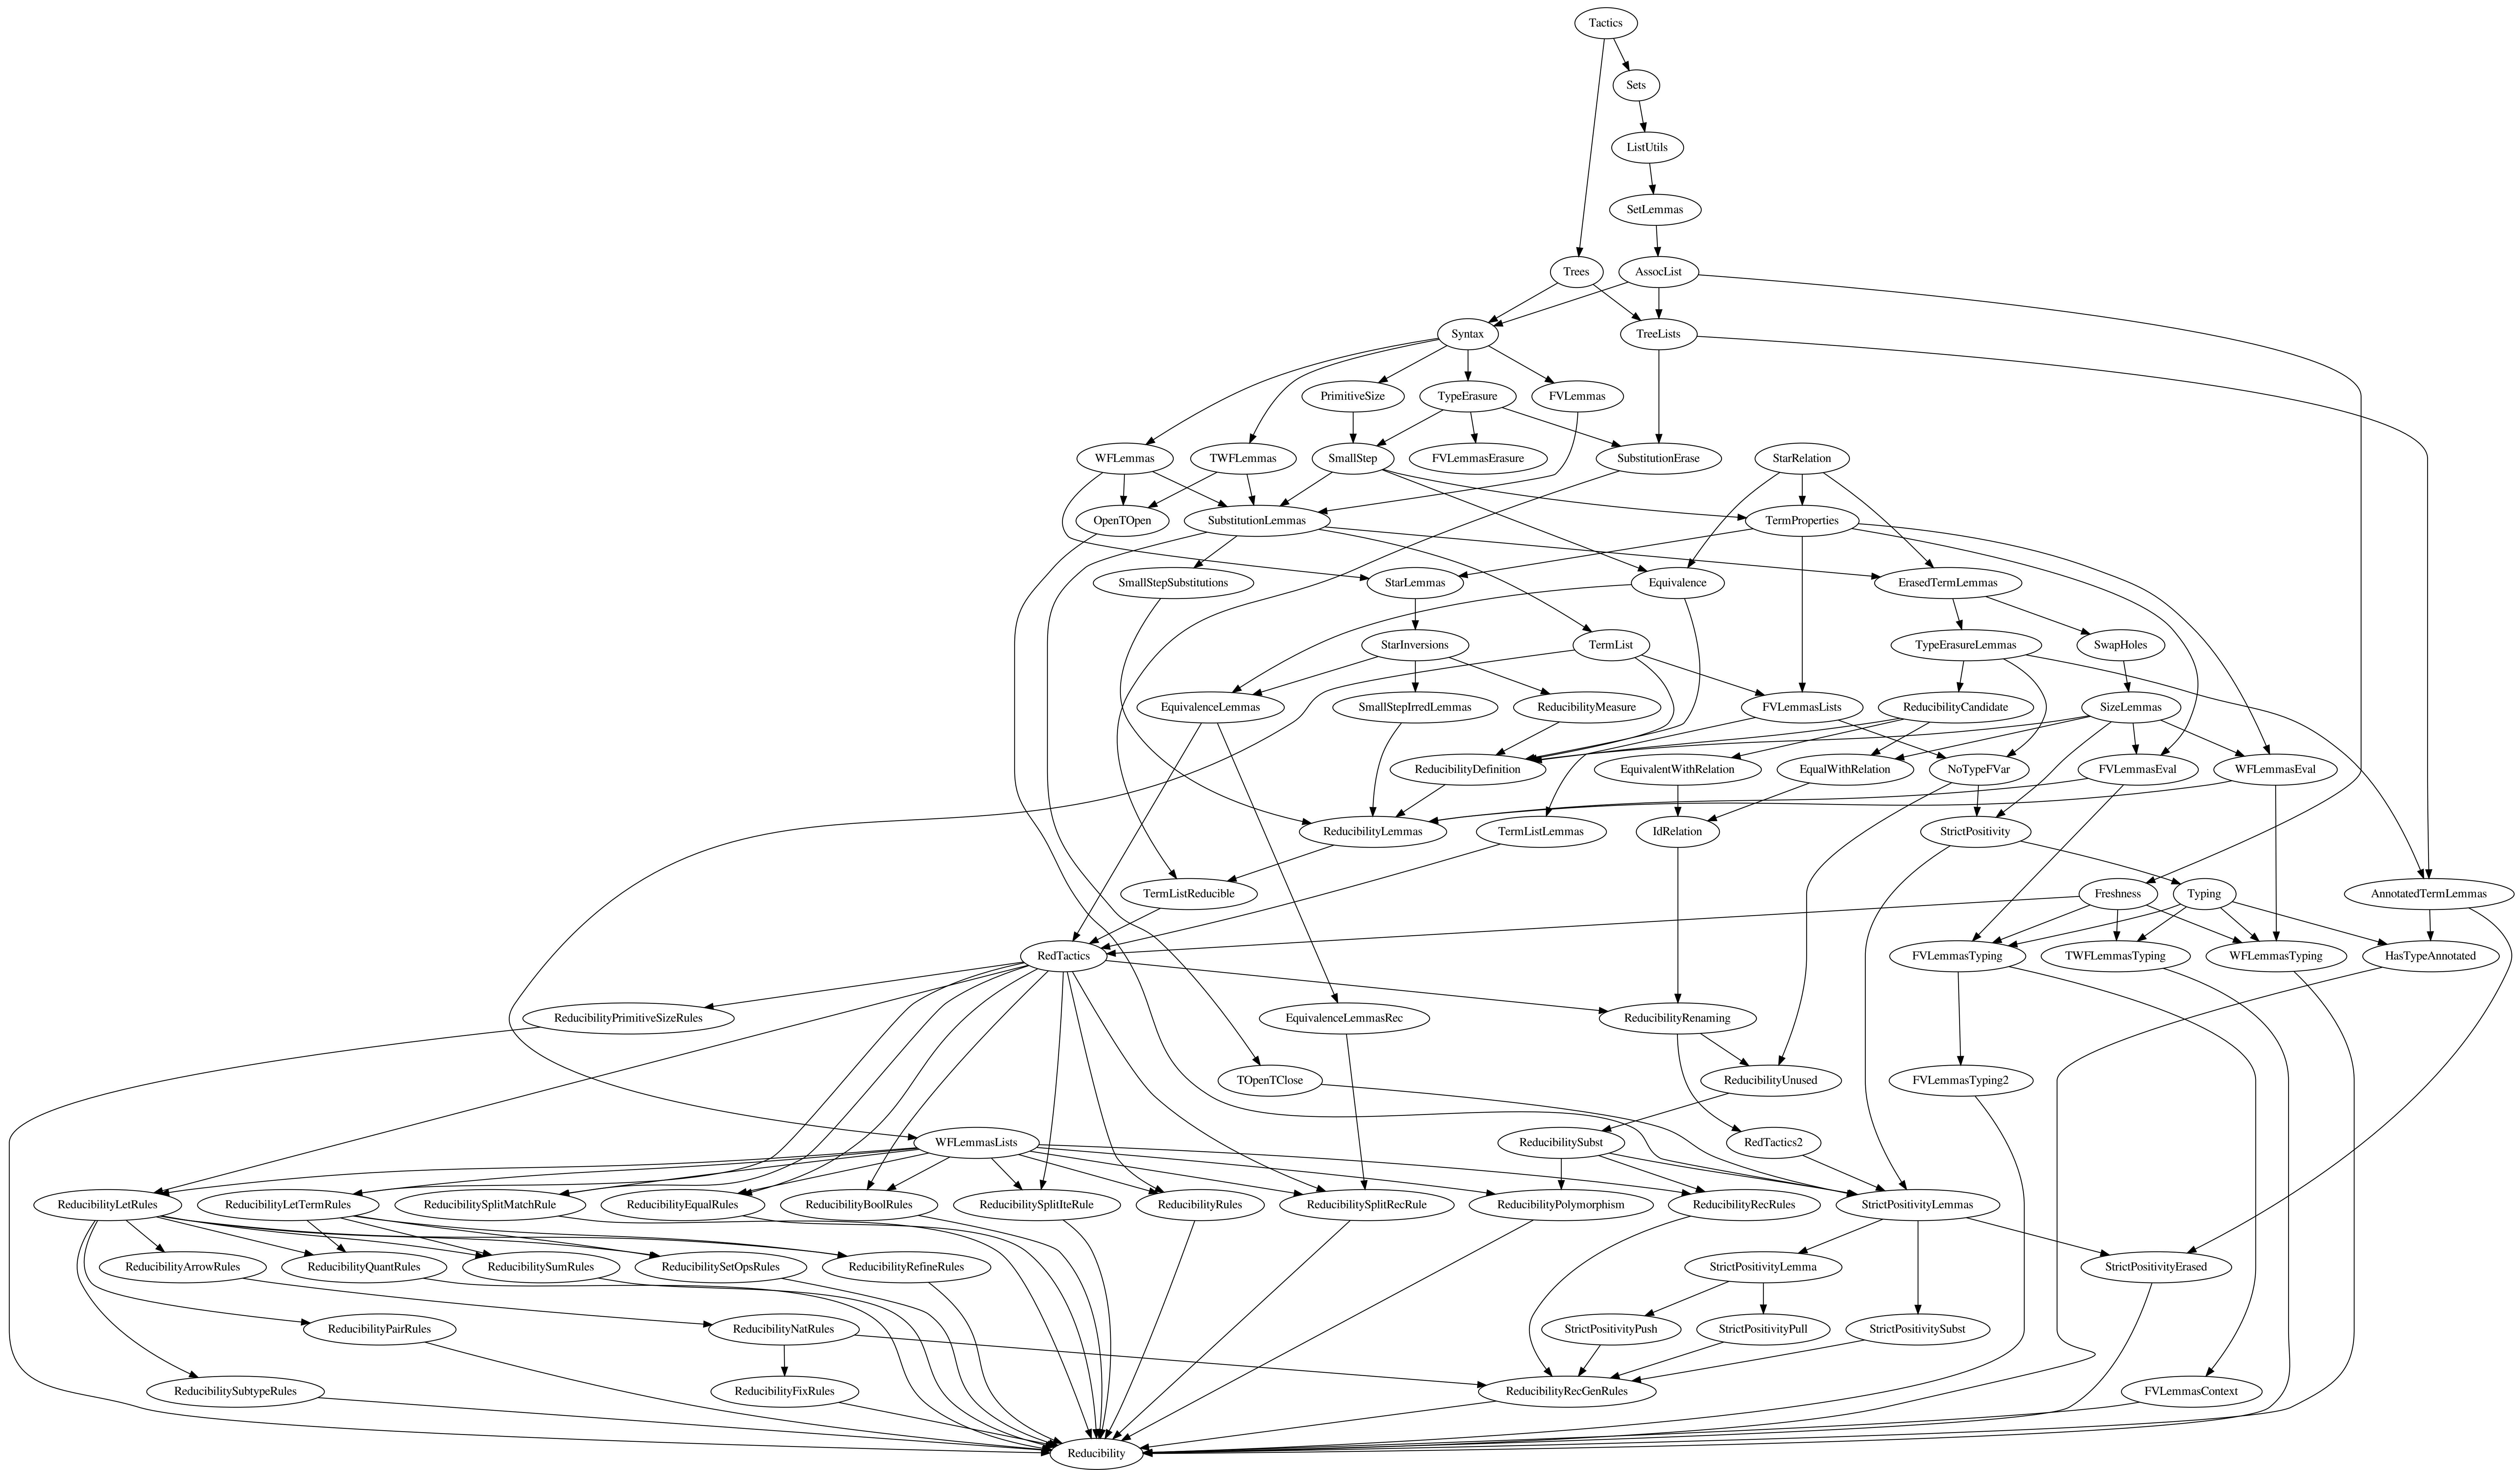 Tactics
Sets
ListUtils
SetLemmas
Trees
AssocList
Syntax
TreeLists
PrimitiveSize
TypeErasure
FVLemmas
WFLemmas
TWFLemmas
SmallStep
FVLemmasErasure
SubstitutionErase
StarRelation
OpenTOpen
SubstitutionLemmas
TermProperties
SmallStepSubstitutions
StarLemmas
Equivalence
ErasedTermLemmas
StarInversions
TermList
TypeErasureLemmas
SwapHoles
EquivalenceLemmas
SmallStepIrredLemmas
ReducibilityMeasure
FVLemmasLists
ReducibilityCandidate
SizeLemmas
ReducibilityDefinition
EquivalentWithRelation
EqualWithRelation
NoTypeFVar
FVLemmasEval
WFLemmasEval
ReducibilityLemmas
TermListLemmas
IdRelation
StrictPositivity
TermListReducible
Freshness
Typing
AnnotatedTermLemmas
RedTactics
FVLemmasTyping
TWFLemmasTyping
WFLemmasTyping
HasTypeAnnotated
ReducibilityPrimitiveSizeRules
EquivalenceLemmasRec
ReducibilityRenaming
TOpenTClose
ReducibilityUnused
FVLemmasTyping2
WFLemmasLists
ReducibilitySubst
RedTactics2
ReducibilityLetRules
ReducibilityLetTermRules
ReducibilitySplitMatchRule
ReducibilityEqualRules
ReducibilityBoolRules
ReducibilitySplitIteRule
ReducibilityRules
ReducibilitySplitRecRule
ReducibilityPolymorphism
ReducibilityRecRules
StrictPositivityLemmas
ReducibilityArrowRules
ReducibilityQuantRules
ReducibilitySumRules
ReducibilitySetOpsRules
ReducibilityRefineRules
StrictPositivityLemma
StrictPositivityErased
ReducibilityPairRules
ReducibilityNatRules
StrictPositivityPush
StrictPositivityPull
StrictPositivitySubst
ReducibilitySubtypeRules
ReducibilityFixRules
ReducibilityRecGenRules
FVLemmasContext
Reducibility